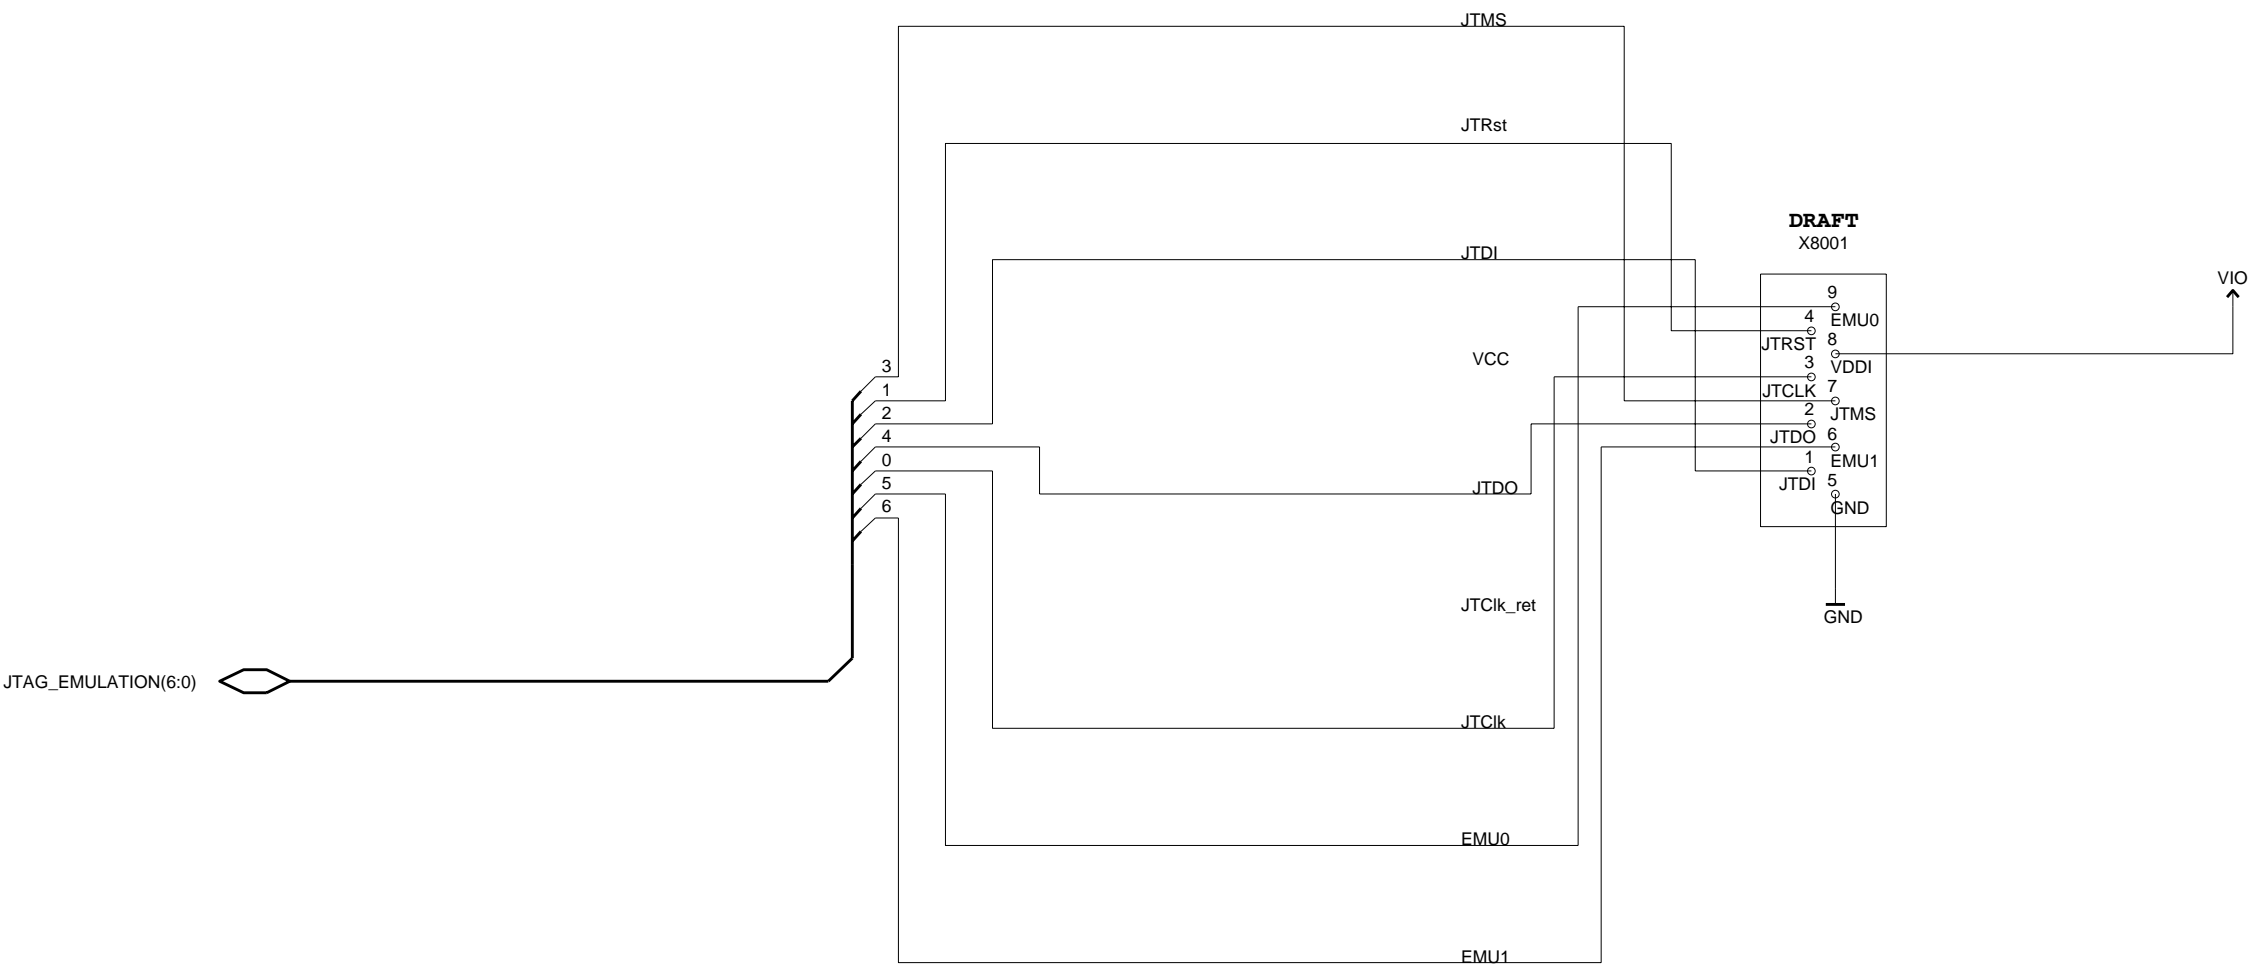 JTMS
JTRst
DRAFT
X8001
JTDI
VIO
9
EMU0
4
JTRST
8
VDDI
VCC
3
JTCLK
7
JTMS
2
JTDO
6
EMU1
1
JTDI
5
GND
3
1
2
4
0
5
6
JTDO
JTClk_ret
GND
JTAG_EMULATION(6:0)
JTClk
EMU0
EMU1